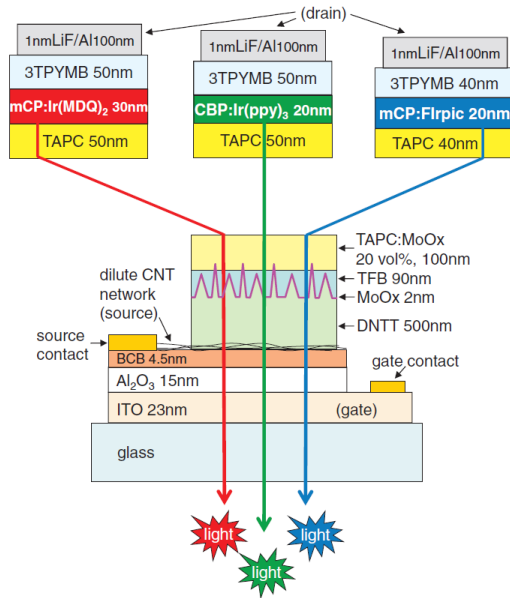 (drain)
1nmLiF/Al100nm
3TPYMB 50nm
mCP:Ir(MDQ)₂ 30nm
TAPC 50nm
1nmLiF/Al100nm
3TPYMB 50nm
CBP:Ir(ppy)₃ 20nm
TAPC 50nm
1nmLiF/Al100nm
3TPYMB 40nm
mCP:FIrpic 20nm
TAPC 40nm
TAPC:MoOx
20 vol%, 100nm
TFB 90nm
MoOx 2nm
DNTT 500nm
dilute CNT
network
(source)
source
contact
gate contact
BCB 4.5nm
Al₂O₃ 15nm
ITO 23nm
(gate)
glass
light
light
light